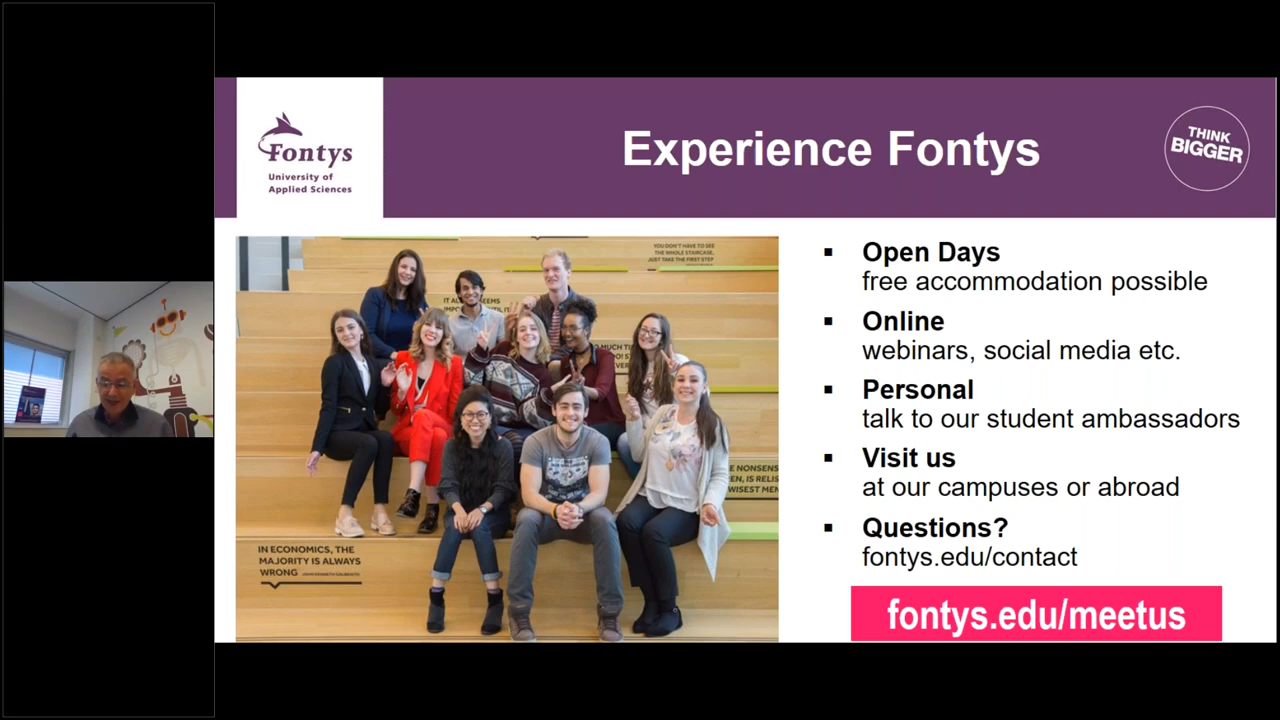 Fontys
University of
Applied Sciences
Experience Fontys
THINK
BIGGER
YOU DON'T HAVE TO SEE
THE WHOLE STAIRCASE,
JUST TAKE THE FIRST STEP
IN ECONOMICS, THE
MAJORITY IS ALWAYS
WRONG
▪ Open Days
free accommodation possible
▪ Online
webinars, social media etc.
▪ Personal
talk to our student ambassadors
▪ Visit us
at our campuses or abroad
▪ Questions?
fontys.edu/contact
fontys.edu/meetus